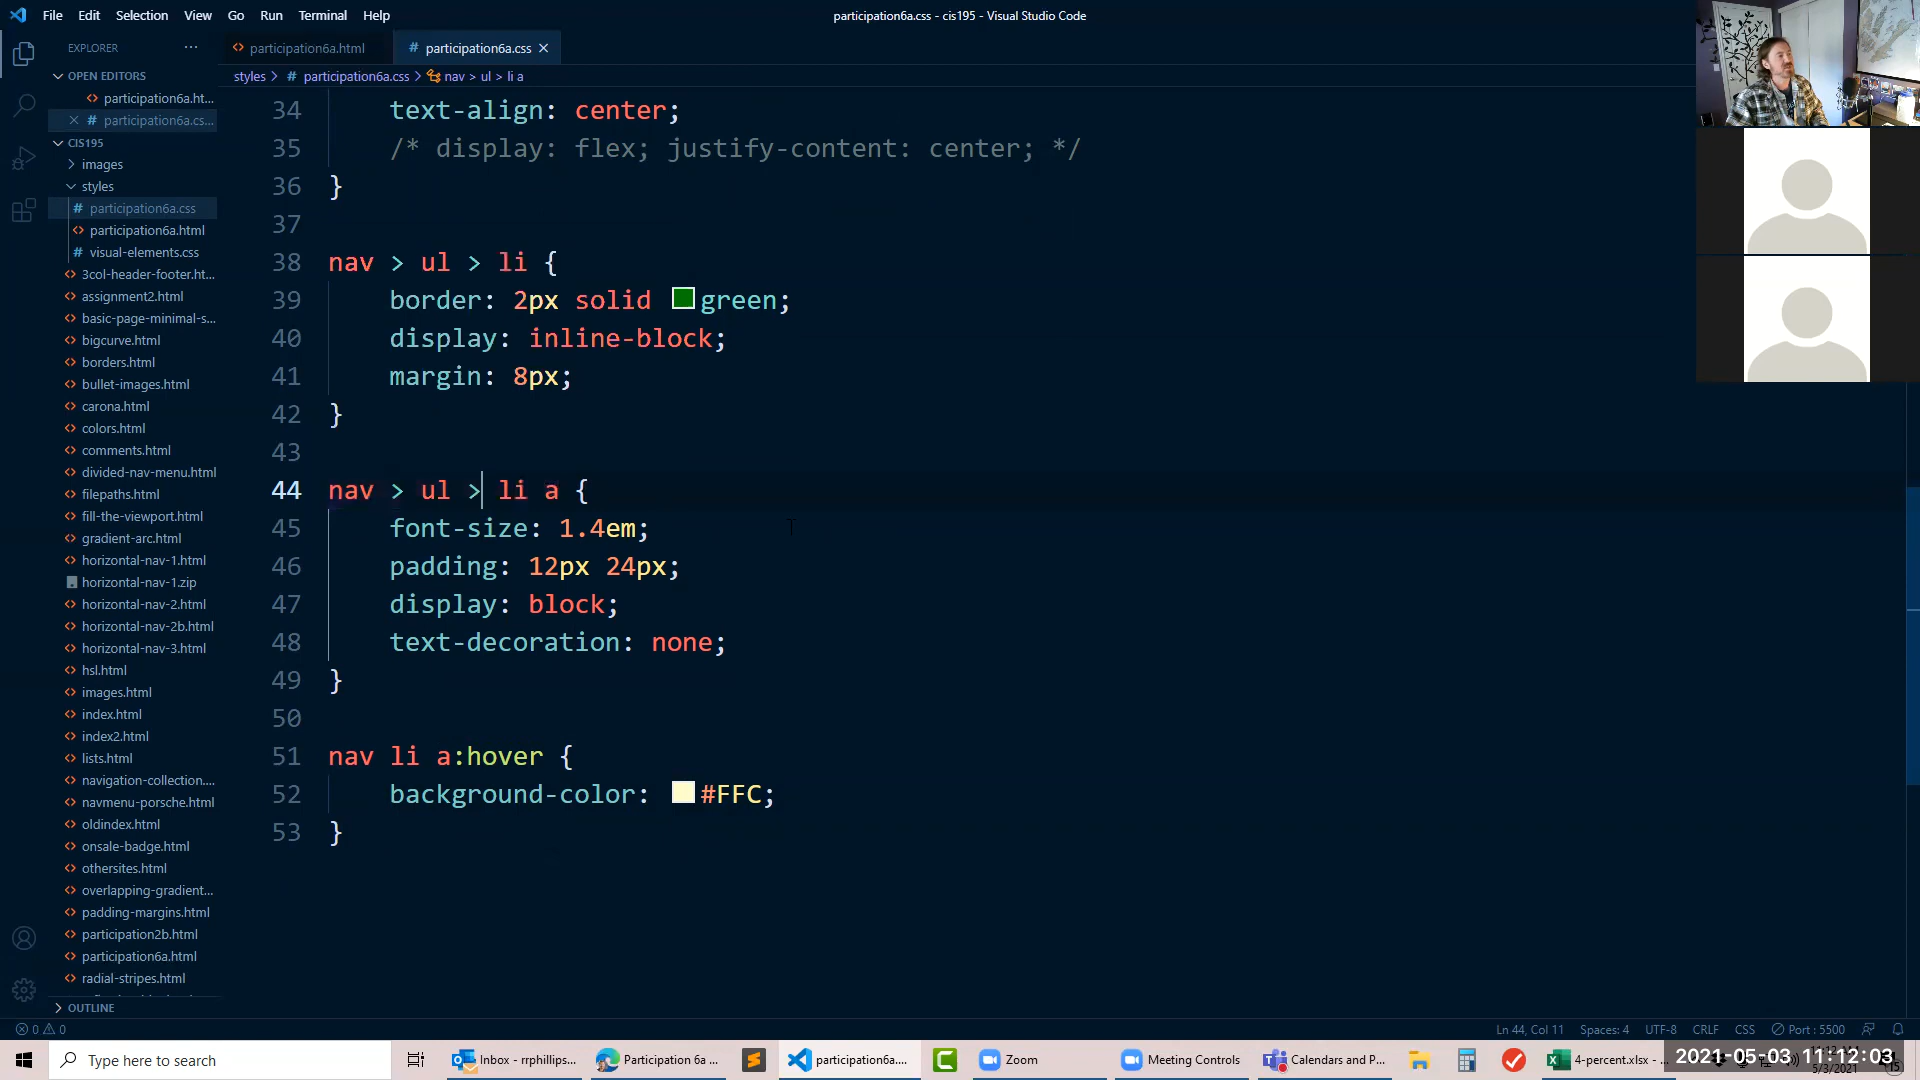 File Edit Selection View Go Run Terminal Help
participation6a.css - cis195 - Visual Studio Code
EXPLORER ...
participation6a.html
# participation6a.css
OPEN EDITORS
styles > # participation6a.css > nav > ul > li a
participation6a.ht...
# participation6a.cs...
CIS195
images
styles
# participation6a.css
participation6a.html
# visual-elements.css
3col-header-footer.ht...
assignment2.html
basic-page-minimal-s...
bigcurve.html
borders.html
bullet-images.html
carona.html
colors.html
comments.html
divided-nav-menu.html
filepaths.html
fill-the-viewport.html
gradient-arc.html
horizontal-nav-1.html
horizontal-nav-1.zip
horizontal-nav-2.html
horizontal-nav-2b.html
horizontal-nav-3.html
hsl.html
images.html
index.html
index2.html
lists.html
navigation-collection....
navmenu-porsche.html
oldindex.html
onsale-badge.html
othersites.html
overlapping-gradient...
padding-margins.html
participation2b.html
participation6a.html
radial-stripes.html
OUTLINE
34 text-align: center;
35 /* display: flex; justify-content: center; */
36 }
37
38 nav > ul > li {
39 border: 2px solid green;
40 display: inline-block;
41 margin: 8px;
42 }
43
44 nav > ul > li a {
45 font-size: 1.4em;
46 padding: 12px 24px;
47 display: block;
48 text-decoration: none;
49 }
50
51 nav li a:hover {
52 background-color: #FFC;
53 }
0 0
Ln 44, Col 11 Spaces: 4 UTF-8 CRLF CSS Port : 5500
Type here to search
Inbox - rrphillips...
Participation 6a ...
participation6a....
Zoom
Meeting Controls
Calendars and P...
4-percent.xlsx - ...
2021-05-03 11:12:03
5/3/2021
15